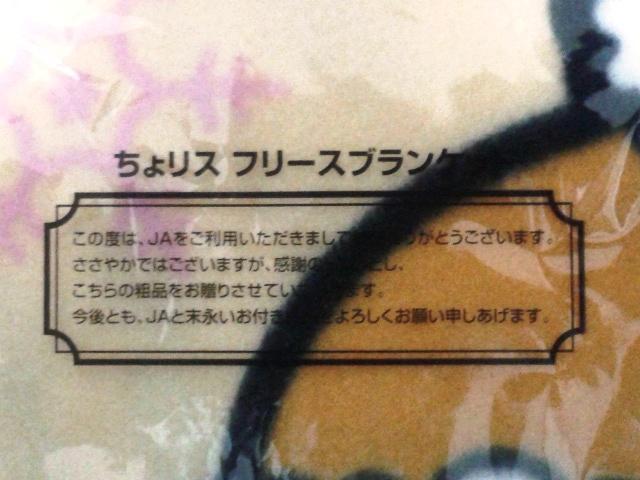 ちょリス フリースブランケ
この度は、JAをご利用いただきまして がとうございます。
ささやかではございますが、感謝の し、
こちらの粗品をお贈りさせてい ます。
今後とも、JAと末永いお付き よろしくお願い申しあげます。